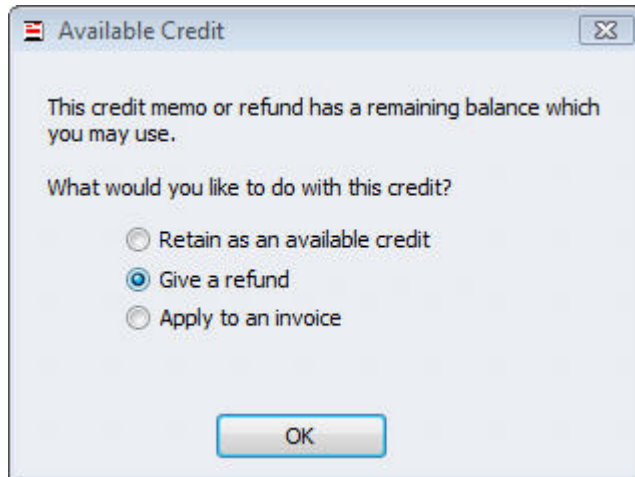 Available Credit
This credit memo or refund has a remaining balance which
you may use.
What would you like to do with this credit?
Retain as an available credit
Give a refund
Apply to an invoice
OK